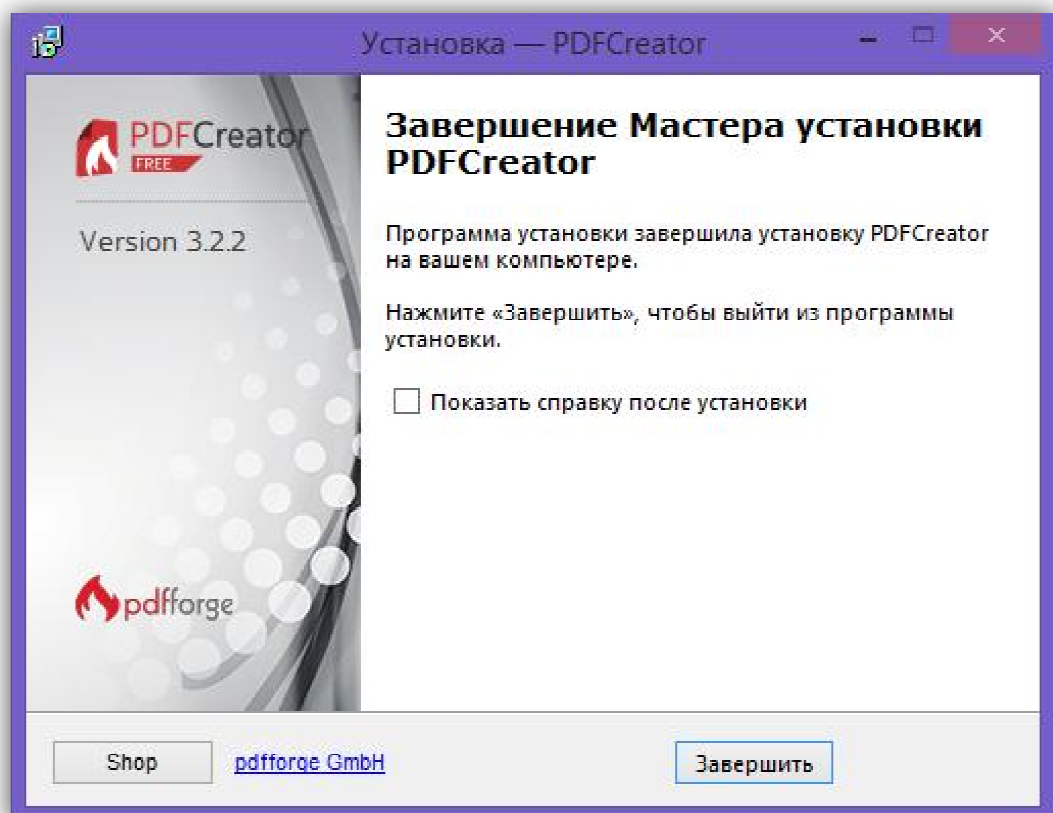 Установка — PDFCreator
PDFCreator
FREE
Version 3.2.2
Завершение Мастера установки
PDFCreator
Программа установки завершила установку PDFCreator
на вашем компьютере.
Нажмите «Завершить», чтобы выйти из программы
установки.
Показать справку после установки
pdfforge
Shop
pdfforge GmbH
Завершить